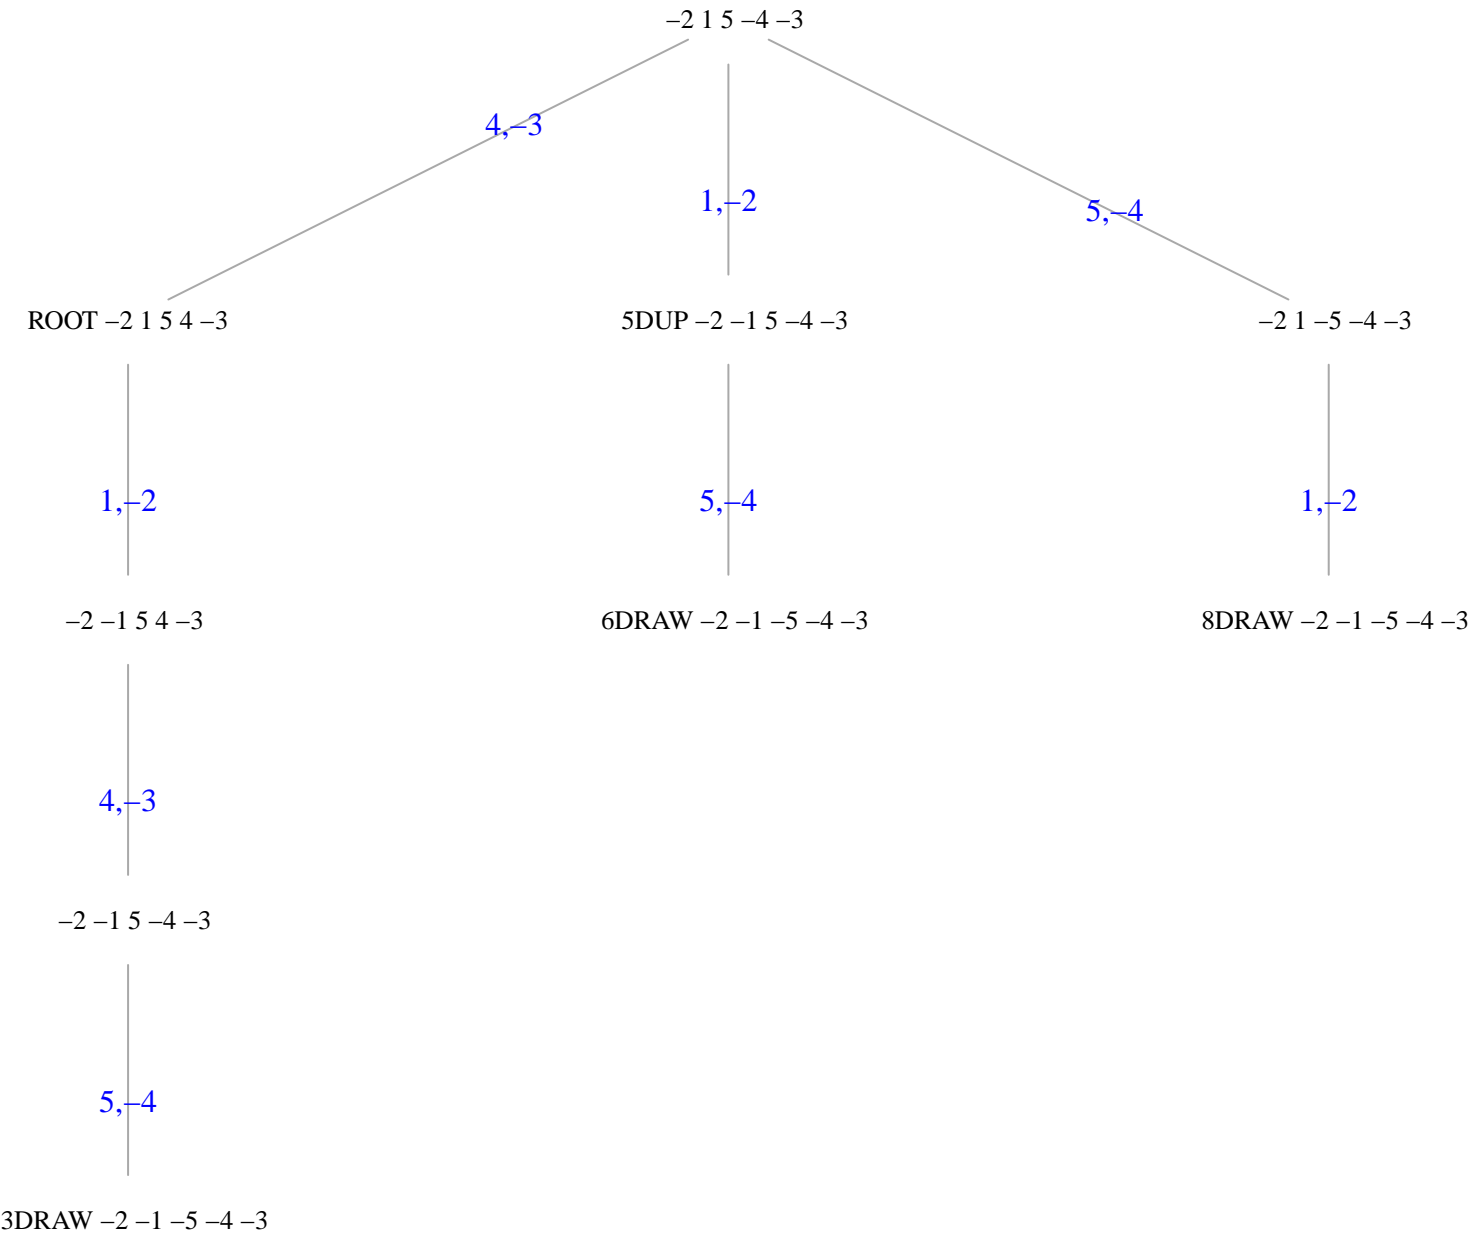 –2 1 5 –4 –3
4,–3
1,–2
5,–4
ROOT –2 1 5 4 –3
5DUP –2 –1 5 –4 –3
–2 1 –5 –4 –3
1,–2
5,–4
1,–2
–2 –1 5 4 –3
6DRAW –2 –1 –5 –4 –3
8DRAW –2 –1 –5 –4 –3
4,–3
–2 –1 5 –4 –3
5,–4
3DRAW –2 –1 –5 –4 –3